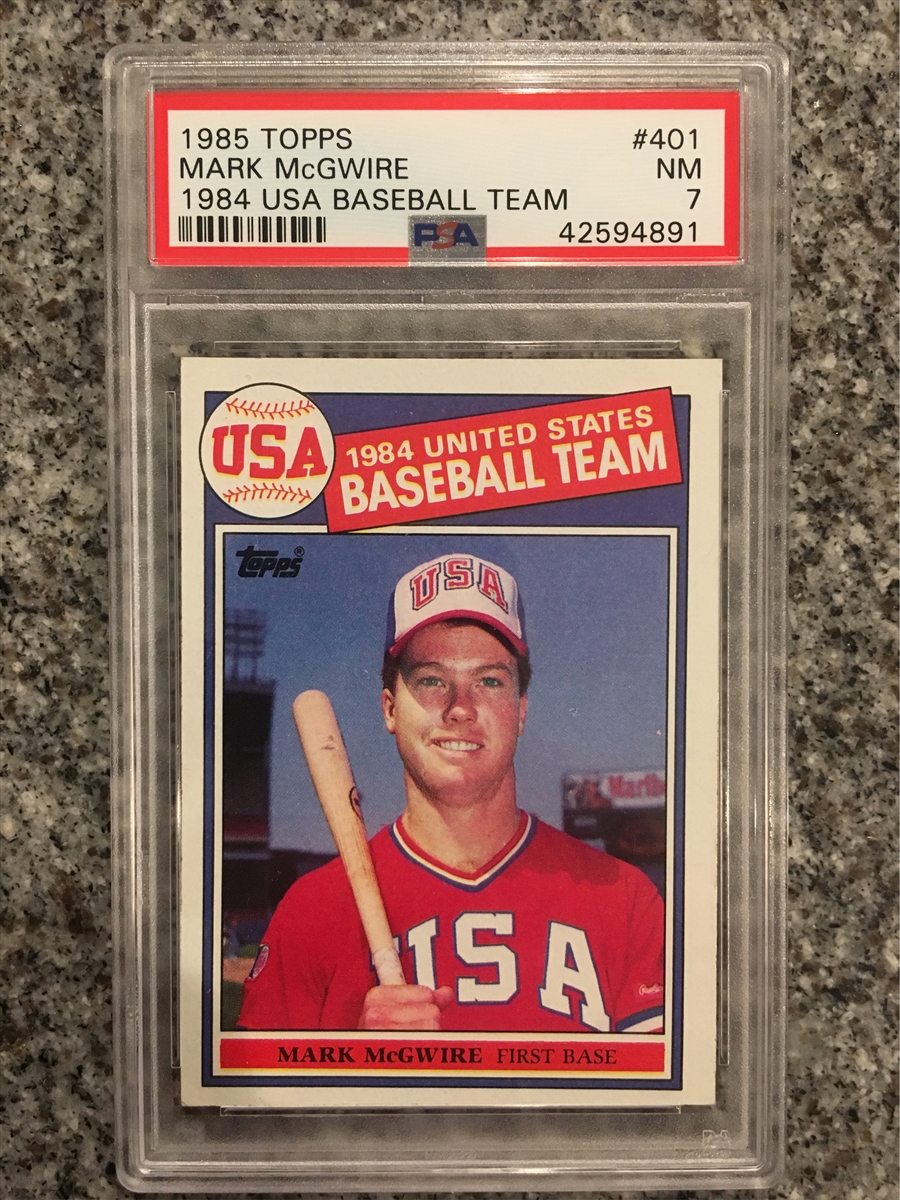 1985 TOPPS #401
MARK McGWIRE NM
1984 USA BASEBALL TEAM 7
PSA 42594891
USA
1984 UNITED STATES
BASEBALL TEAM
topps®
USA
USA
MARK McGWIRE FIRST BASE